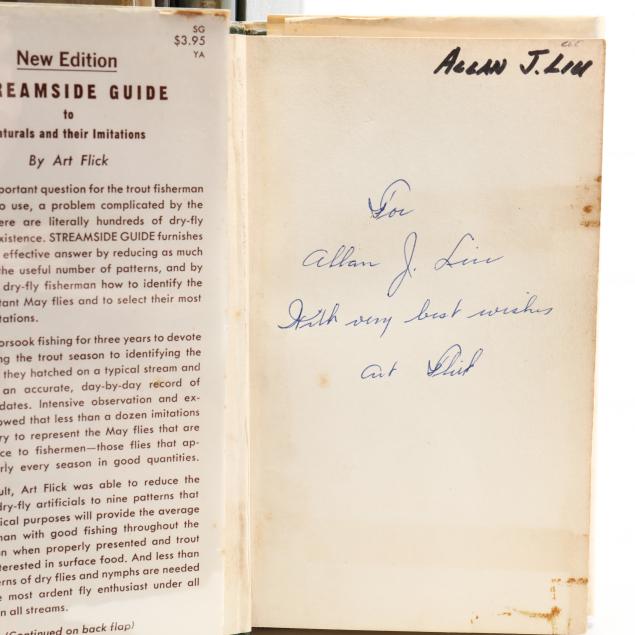 SG
$3.95
YA
New Edition
REAMSIDE GUIDE
to
aturals and their Imitations
By Art Flick
portant question for the trout fisherman
o use, a problem complicated by the
ere are literally hundreds of dry-fly
xistence. STREAMSIDE GUIDE furnishes
effective answer by reducing as much
the useful number of patterns, and by
dry-fly fisherman how to identify the
tant May flies and to select their most
tations.
orsook fishing for three years to devote
ng the trout season to identifying the
they hatched on a typical stream and
an accurate, day-by-day record of
dates. Intensive observation and ex-
owed that less than a dozen imitations
ry to represent the May flies that are
ce to fishermen—those flies that ap-
rly every season in good quantities.
ult, Art Flick was able to reduce the
dry-fly artificials to nine patterns that
ical purposes will provide the average
man with good fishing throughout the
n when properly presented and trout
nterested in surface food. And less than
erns of dry flies and nymphs are needed
e most ardent fly enthusiast under all
n all streams.
(Continued on back flap)
ALLAN J. LIU
For
Allan J. Liu
With very best wishes
Art Flick